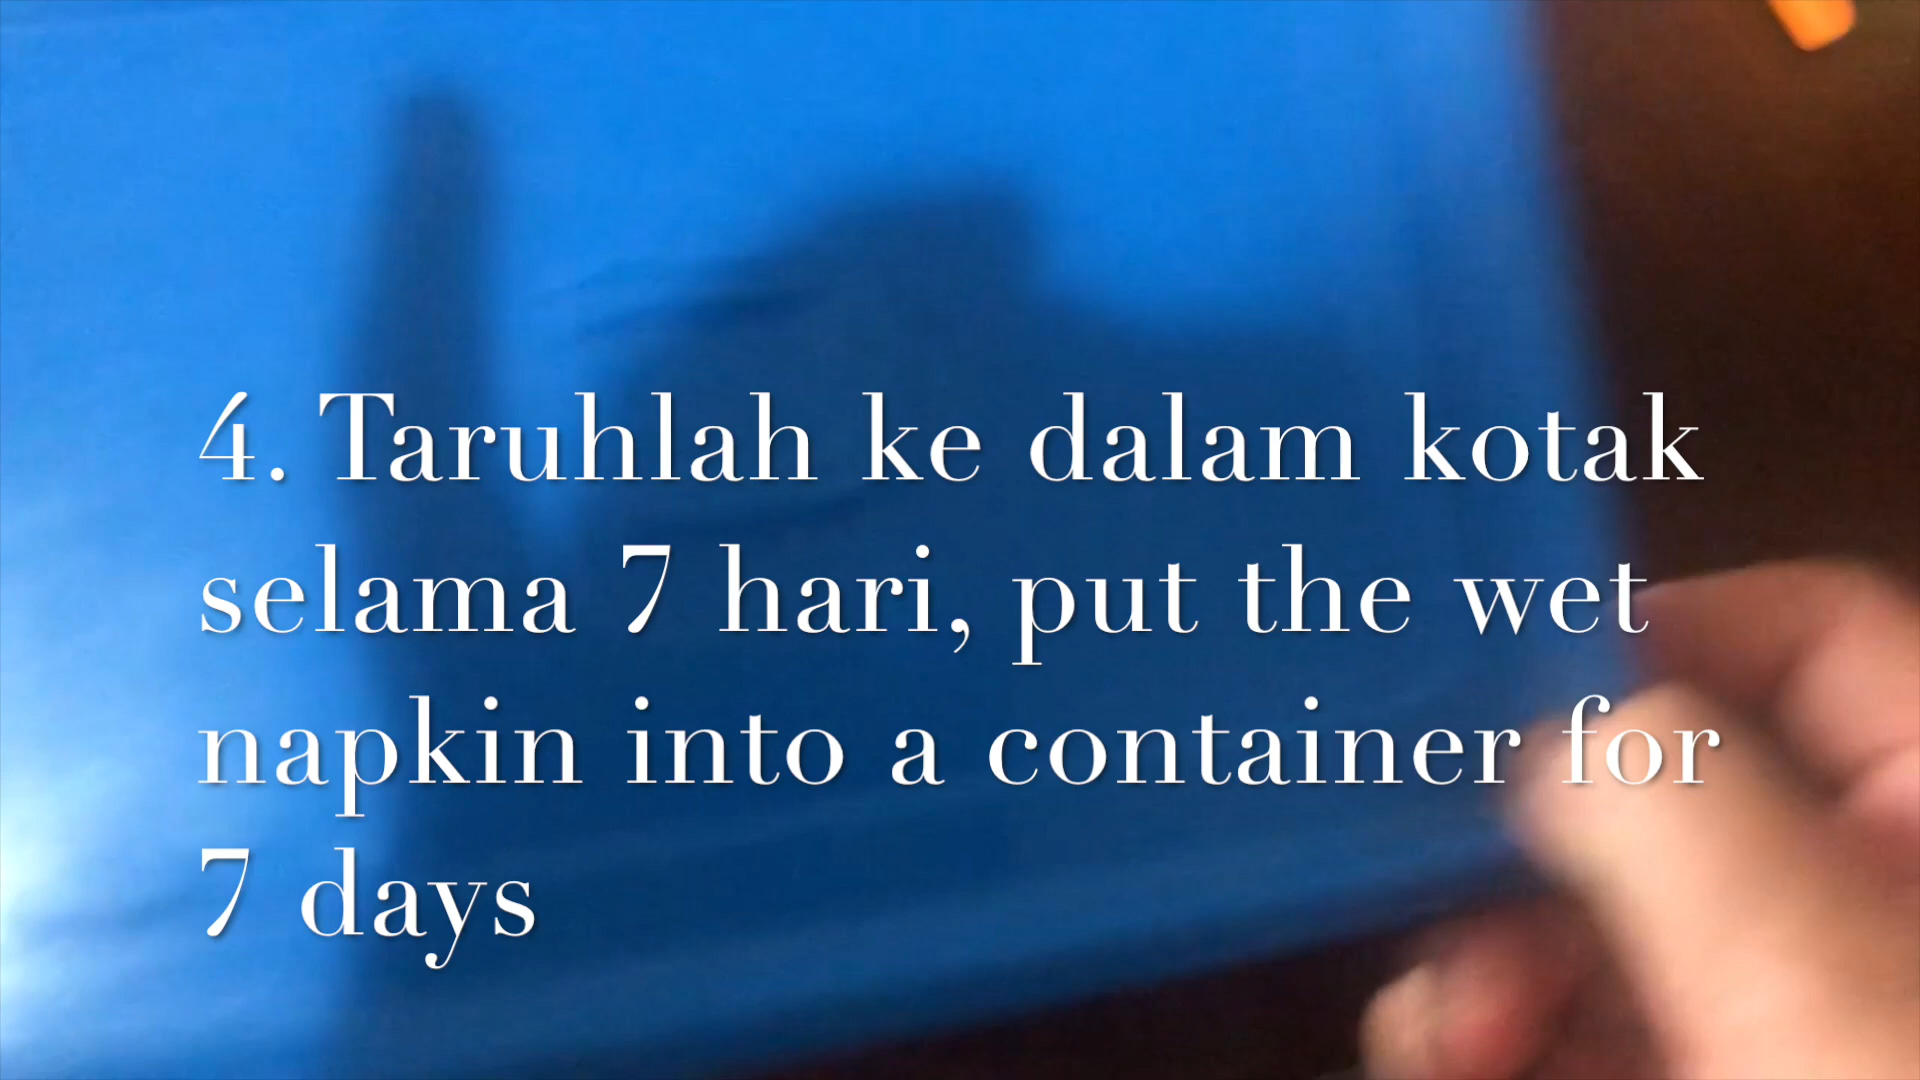 4. Taruhlah ke dalam kotak
selama 7 hari, put the wet
napkin into a container for
7 days